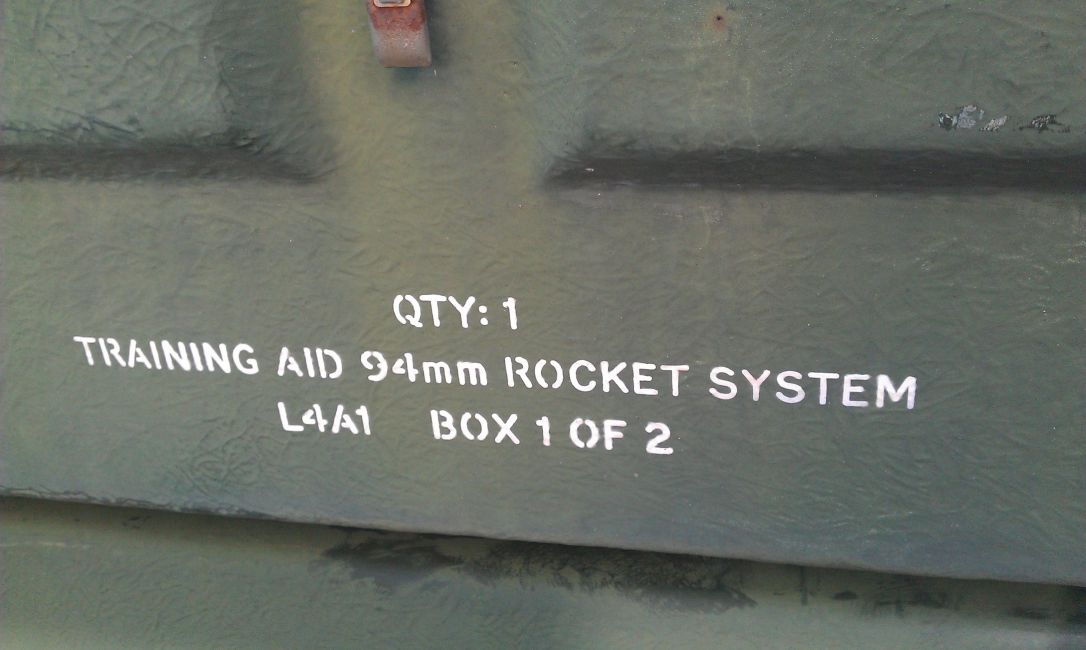 QTY: 1
TRAINING AID 94mm ROCKET SYSTEM
L4A1 BOX 1 OF 2